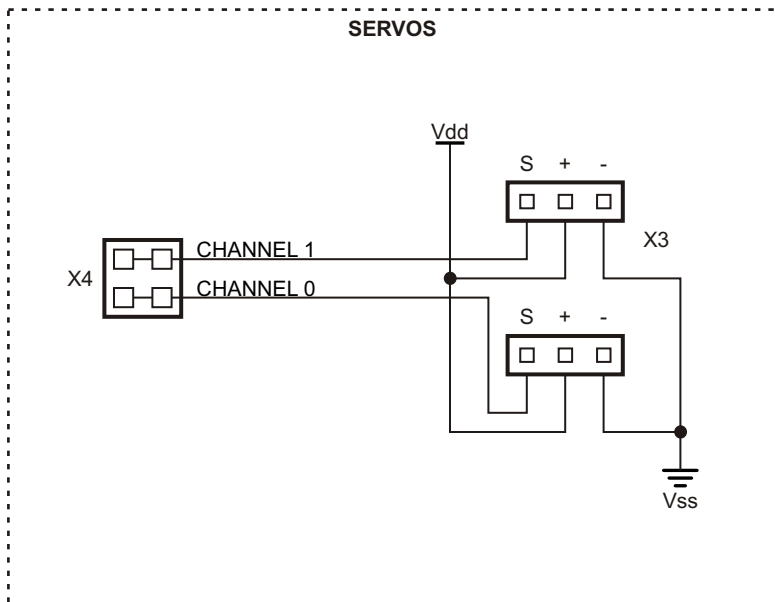 SERVOS
Vdd
S + -
X3
CHANNEL 1
X4
CHANNEL 0
S + -
Vss